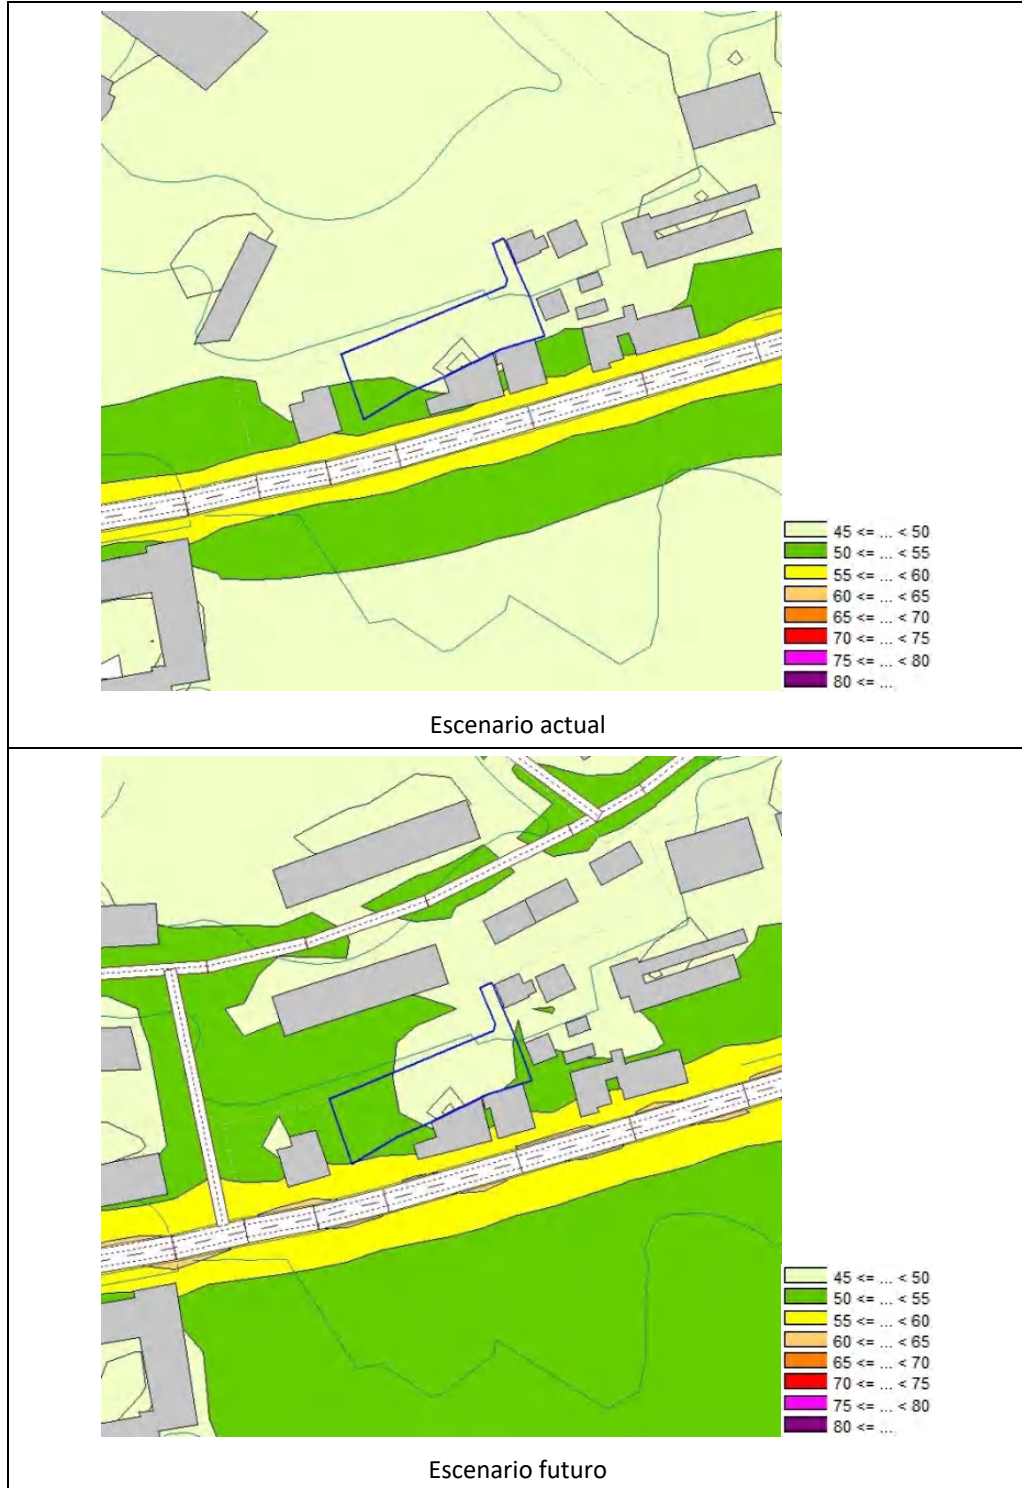 45 <= ... < 50
50 <= ... < 55
55 <= ... < 60
60 <= ... < 65
65 <= ... < 70
70 <= ... < 75
75 <= ... < 80
80 <= ...
Escenario actual
45 <= ... < 50
50 <= ... < 55
55 <= ... < 60
60 <= ... < 65
65 <= ... < 70
70 <= ... < 75
75 <= ... < 80
80 <= ...
Escenario futuro